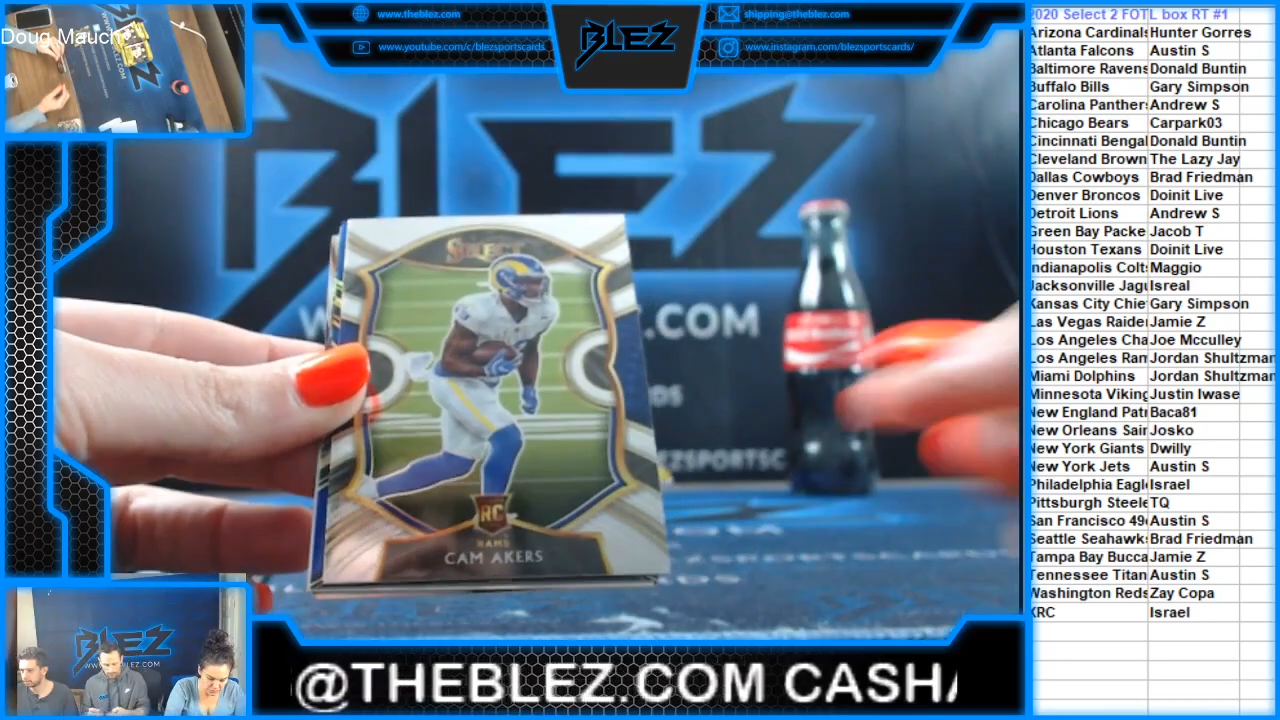 Doug Mauch
www.theblez.com
shipping@theblez.com
www.youtube.com/c/blezsportscards
www.instagram.com/blezsportscards/
BLEZ
BLEZ
.COM
EZSPORTSC
SELECT
RC
RAMS
CAM AKERS
BLEZ
@THEBLEZ.COM CASH
2020 Select 2 FOTL box RT #1
Arizona Cardinals Hunter Gorres
Atlanta Falcons Austin S
Baltimore Ravens Donald Buntin
Buffalo Bills Gary Simpson
Carolina Panthers Andrew S
Chicago Bears Carpark03
Cincinnati Bengal Donald Buntin
Cleveland Brown The Lazy Jay
Dallas Cowboys Brad Friedman
Denver Broncos Doinit Live
Detroit Lions Andrew S
Green Bay Packe Jacob T
Houston Texans Doinit Live
Indianapolis Colts Maggio
Jacksonville Jagu Isreal
Kansas City Chie Gary Simpson
Las Vegas Raide Jamie Z
Los Angeles Cha Joe Mcculley
Los Angeles Ram Jordan Shultzman
Miami Dolphins Jordan Shultzman
Minnesota Viking Justin Iwase
New England Patr Baca81
New Orleans Sain Josko
New York Giants Dwilly
New York Jets Austin S
Philadelphia Eagle Israel
Pittsburgh Steele TQ
San Francisco 49 Austin S
Seattle Seahawk Brad Friedman
Tampa Bay Bucca Jamie Z
Tennessee Titan Austin S
Washington Reds Zay Copa
XRC Israel